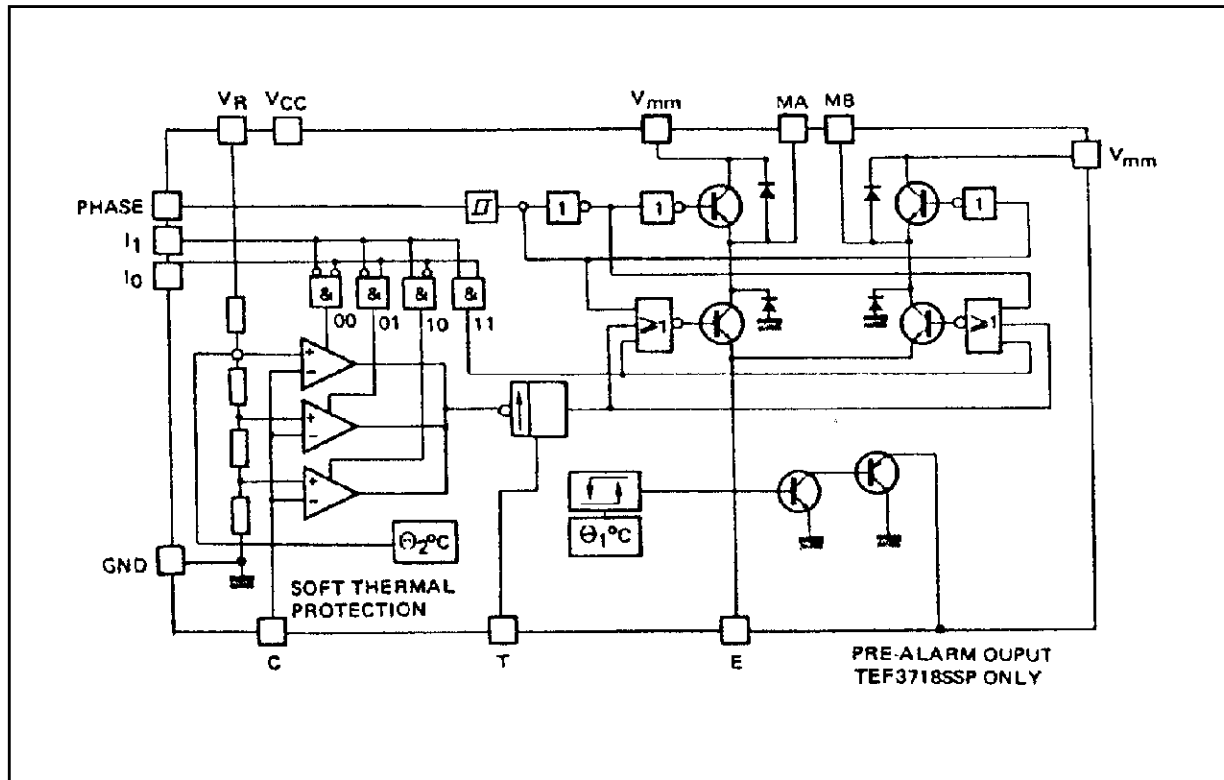 VR VCC Vmm MA MB
Vmm
PHASE
I1
I0
1 1 1
& & & &
00 01 10 11
≥1 ≥1
+
−
+
−
+
−
Θ2°C
Θ1°C
GND
SOFT THERMAL
PROTECTION
C T E
PRE-ALARM OUPUT
TEF3718SSP ONLY